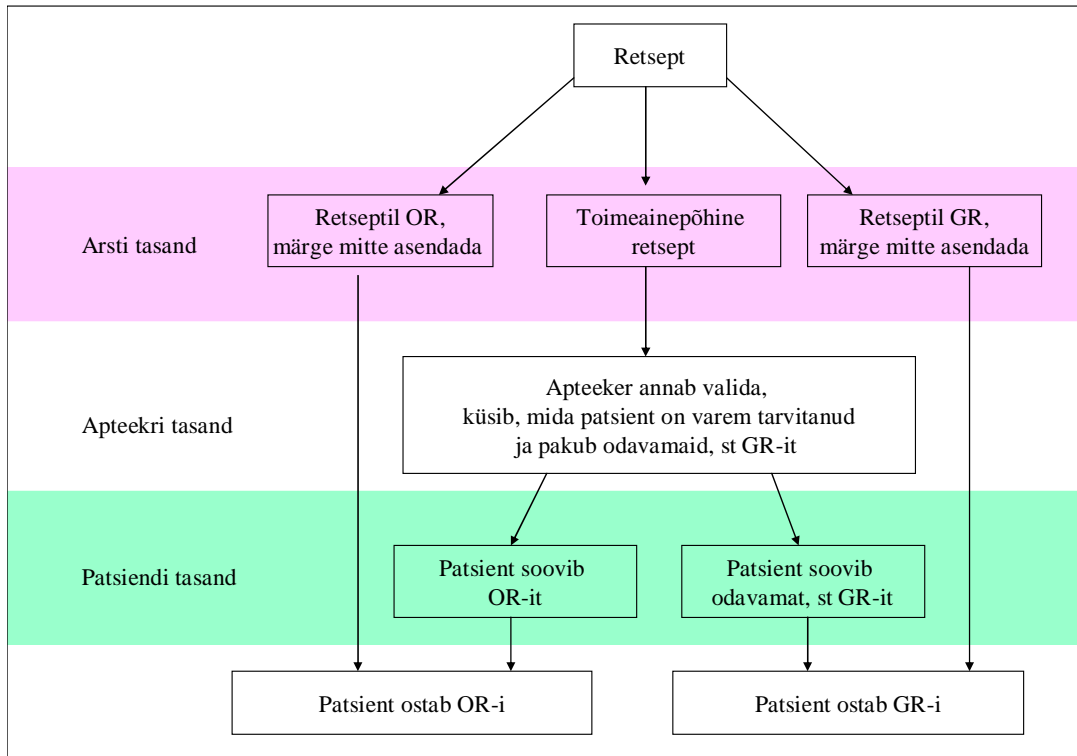 Retsept
Arsti tasand
Retseptil OR,
märge mitte asendada
Toimeainepõhine
retsept
Retseptil GR,
märge mitte asendada
Apteekri tasand
Apteeker annab valida,
küsib, mida patsient on varem tarvitanud
ja pakub odavamaid, st GR-it
Patsiendi tasand
Patsient soovib
OR-it
Patsient soovib
odavamat, st GR-it
Patsient ostab OR-i
Patsient ostab GR-i